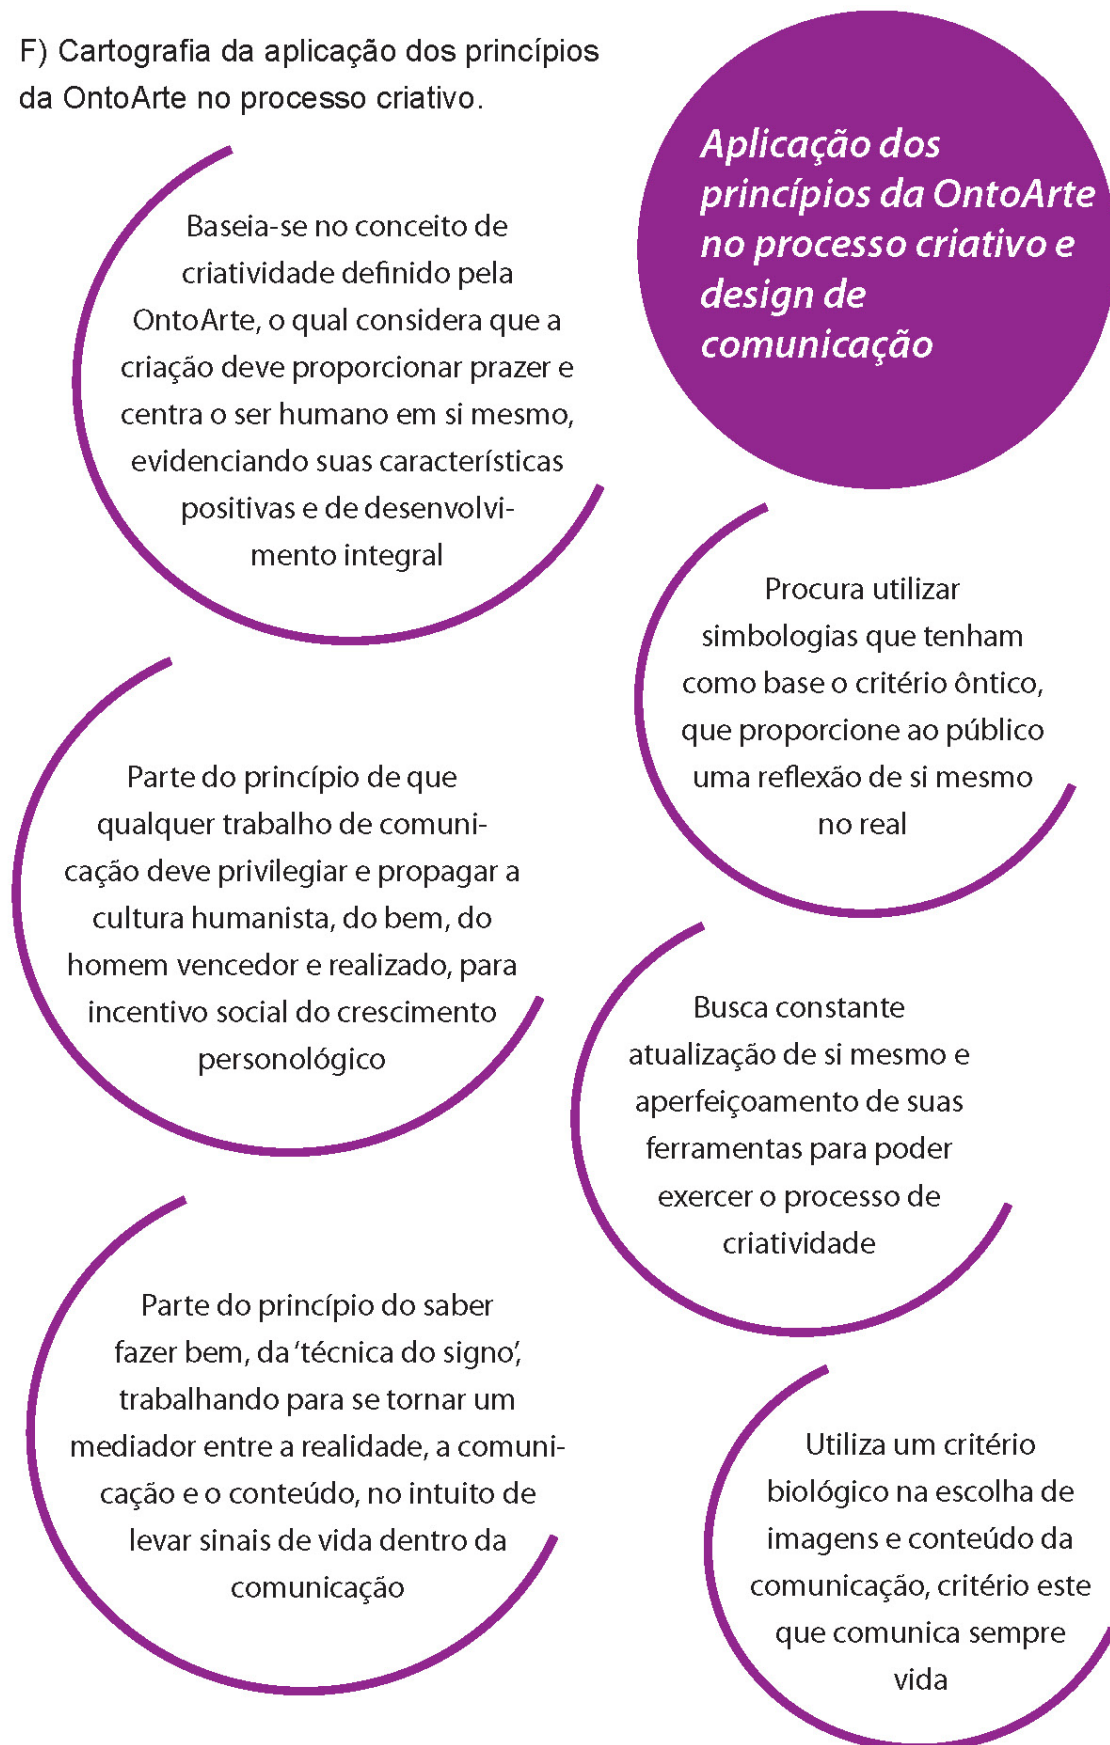 F) Cartografia da aplicação dos princípios
da OntoArte no processo criativo.
Aplicação dos
princípios da OntoArte
no processo criativo e
design de
comunicação
Baseia-se no conceito de
criatividade definido pela
OntoArte, o qual considera que a
criação deve proporcionar prazer e
centra o ser humano em si mesmo,
evidenciando suas características
positivas e de desenvolvi-
mento integral
Procura utilizar
simbologias que tenham
como base o critério ôntico,
que proporcione ao público
uma reflexão de si mesmo
no real
Parte do princípio de que
qualquer trabalho de comuni-
cação deve privilegiar e propagar a
cultura humanista, do bem, do
homem vencedor e realizado, para
incentivo social do crescimento
personológico
Busca constante
atualização de si mesmo e
aperfeiçoamento de suas
ferramentas para poder
exercer o processo de
criatividade
Parte do princípio do saber
fazer bem, da ‘técnica do signo’,
trabalhando para se tornar um
mediador entre a realidade, a comuni-
cação e o conteúdo, no intuito de
levar sinais de vida dentro da
comunicação
Utiliza um critério
biológico na escolha de
imagens e conteúdo da
comunicação, critério este
que comunica sempre
vida